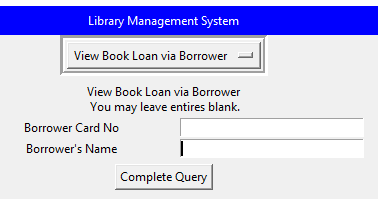 Library Management System
View Book Loan via Borrower
View Book Loan via Borrower
You may leave entires blank.
Borrower Card No
Borrower's Name
Complete Query